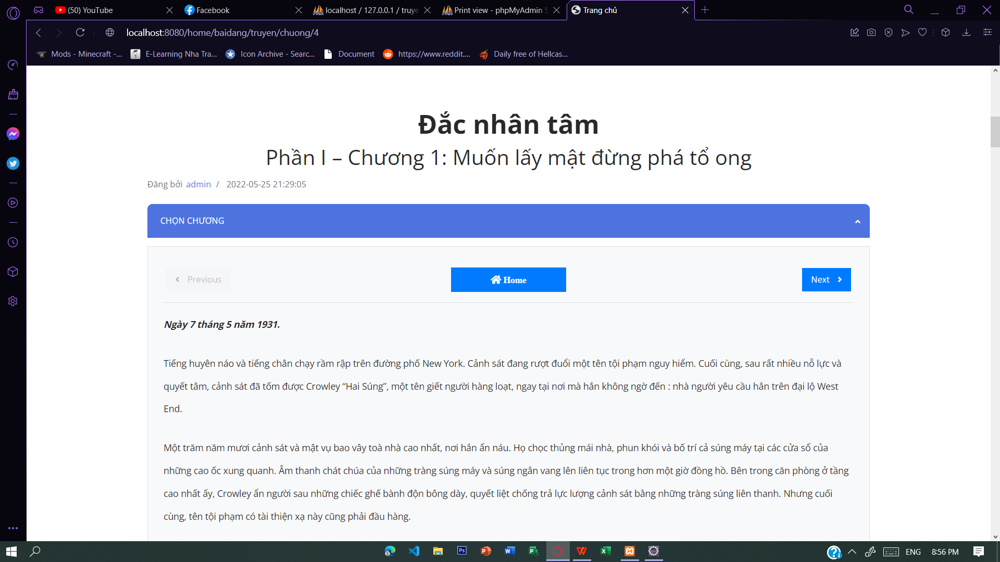 (50) YouTube
Facebook
localhost / 127.0.0.1 / truye
Print view - phpMyAdmin 5
Trang chủ
localhost:8080/home/baidang/truyen/chuong/4
Mods - Minecraft -...
E-Learning Nha Tra...
Icon Archive - Searc...
Document
https://www.reddit....
Daily free of Hellcas...
Đắc nhân tâm
Phần I – Chương 1: Muốn lấy mật đừng phá tổ ong
Đăng bởi admin / 2022-05-25 21:29:05
CHỌN CHƯƠNG
Previous
Home
Next
Ngày 7 tháng 5 năm 1931.
Tiếng huyên náo và tiếng chân chạy rầm rập trên đường phố New York. Cảnh sát đang rượt đuổi một tên tội phạm nguy hiểm. Cuối cùng, sau rất nhiều nỗ lực và
quyết tâm, cảnh sát đã tốm được Crowley “Hai Súng”, một tên giết người hàng loạt, ngay tại nơi mà hắn không ngờ đến : nhà người yêu cầu hắn trên đại lộ West
End.
Một trăm năm mươi cảnh sát và mật vụ bao vây toà nhà cao nhất, nơi hắn ẩn náu. Họ chọc thủng mái nhà, phun khói và bố trí cả súng máy tại các cửa sổ của
những cao ốc xung quanh. Âm thanh chát chúa của những tràng súng máy và súng ngắn vang lên liên tục trong hơn một giờ đồng hồ. Bên trong căn phòng ở tầng
cao nhất ấy, Crowley ẩn người sau những chiếc ghế bành độn bông dày, quyết liệt chống trả lực lượng cảnh sát bằng những tràng súng liên thanh. Nhưng cuối
cùng, tên tội phạm có tài thiện xạ này cũng phải đầu hàng.
ENG
8:56 PM